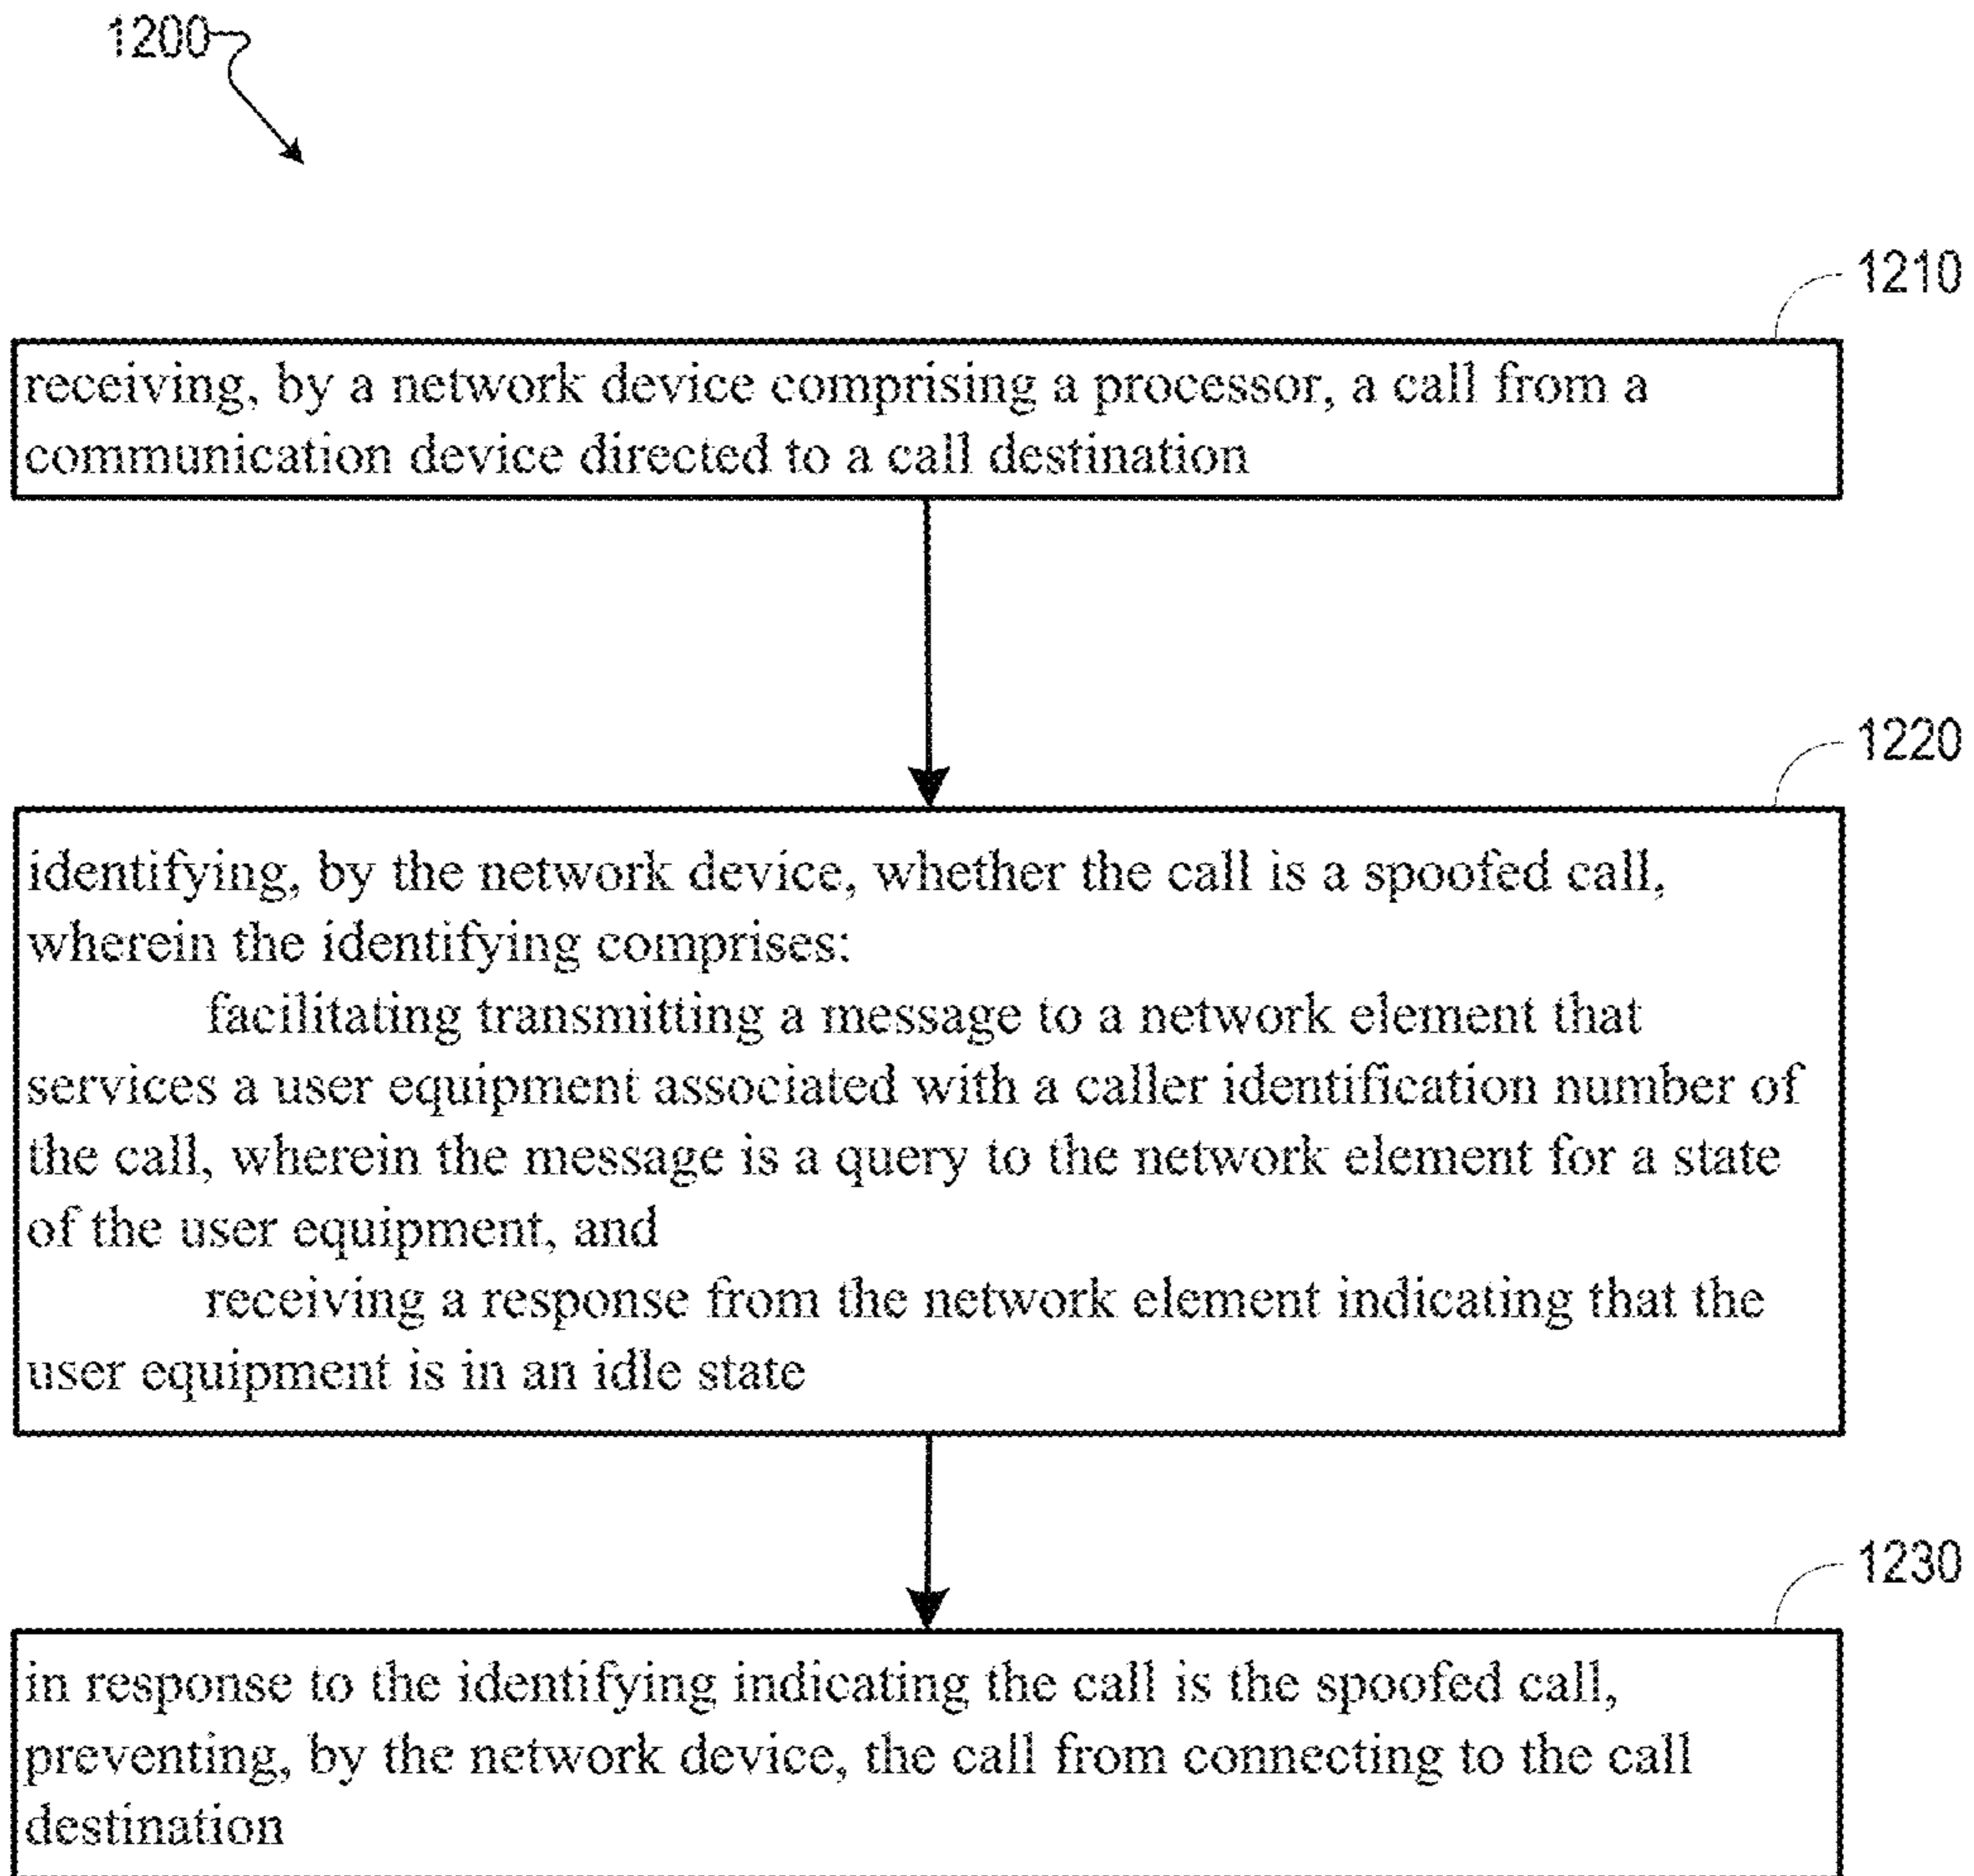 1200
1210
receiving, by a network device comprising a processor, a call from a
communication device directed to a call destination
1220
identifying, by the network device, whether the call is a spoofed call,
wherein the identifying comprises:
facilitating transmitting a message to a network element that
services a user equipment associated with a caller identification number of
the call, wherein the message is a query to the network element for a state
of the user equipment, and
receiving a response from the network element indicating that the
user equipment is in an idle state
1230
in response to the identifying indicating the call is the spoofed call,
preventing, by the network device, the call from connecting to the call
destination